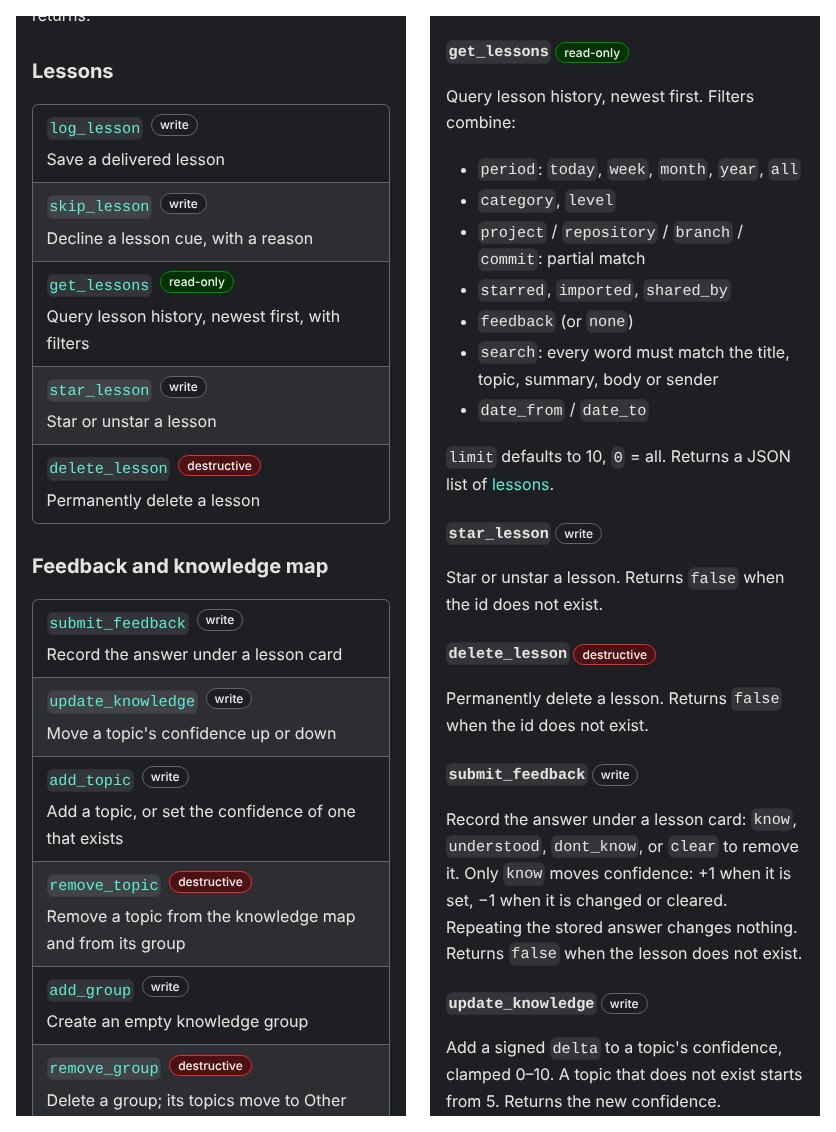 returns.
Lessons
log_lesson write
Save a delivered lesson
skip_lesson write
Decline a lesson cue, with a reason
get_lessons read-only
Query lesson history, newest first, with
filters
star_lesson write
Star or unstar a lesson
delete_lesson destructive
Permanently delete a lesson
Feedback and knowledge map
submit_feedback write
Record the answer under a lesson card
update_knowledge write
Move a topic's confidence up or down
add_topic write
Add a topic, or set the confidence of one
that exists
remove_topic destructive
Remove a topic from the knowledge map
and from its group
add_group write
Create an empty knowledge group
remove_group destructive
Delete a group; its topics move to Other
get_lessons read-only
Query lesson history, newest first. Filters
combine:
• period: today, week, month, year, all
• category, level
• project / repository / branch /
commit: partial match
• starred, imported, shared_by
• feedback (or none)
• search: every word must match the title,
topic, summary, body or sender
• date_from / date_to
limit defaults to 10, 0 = all. Returns a JSON
list of lessons.
star_lesson write
Star or unstar a lesson. Returns false when
the id does not exist.
delete_lesson destructive
Permanently delete a lesson. Returns false
when the id does not exist.
submit_feedback write
Record the answer under a lesson card: know,
understood, dont_know, or clear to remove
it. Only know moves confidence: +1 when it is
set, −1 when it is changed or cleared.
Repeating the stored answer changes nothing.
Returns false when the lesson does not exist.
update_knowledge write
Add a signed delta to a topic's confidence,
clamped 0–10. A topic that does not exist starts
from 5. Returns the new confidence.